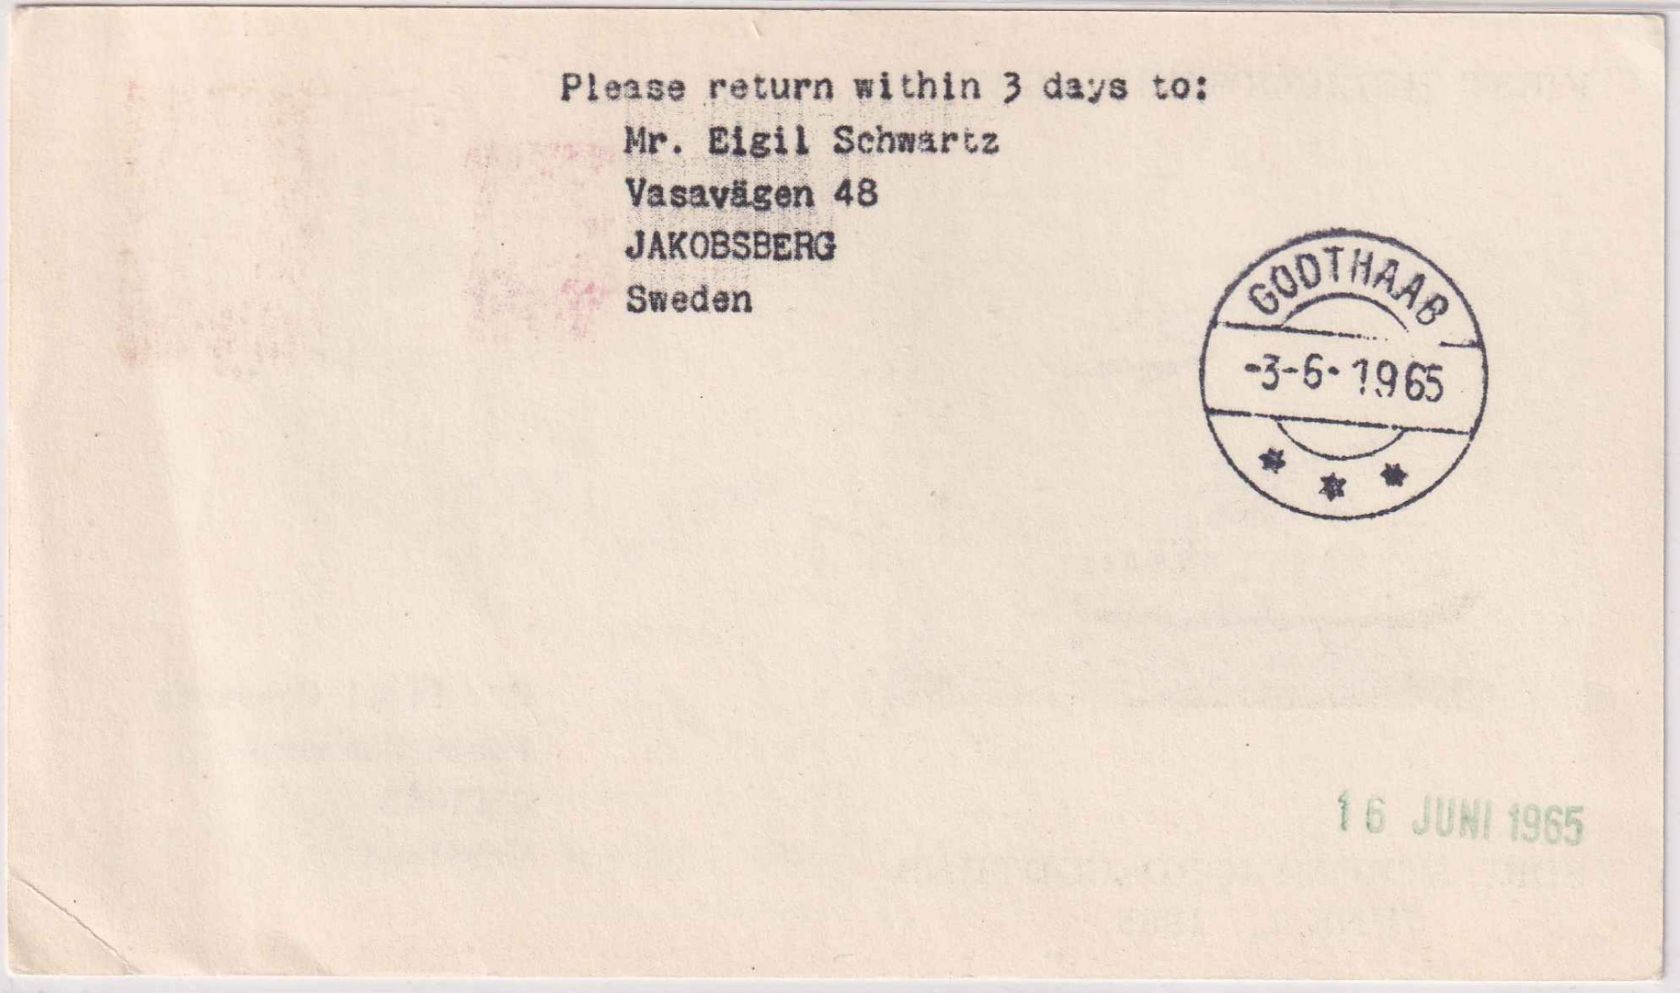 Please return within 3 days to:
Mr. Eigil Schwartz
Vasavägen 48
JAKOBSBERG
Sweden
GODTHAAB
-3-6-1965
16 JUNI 1965